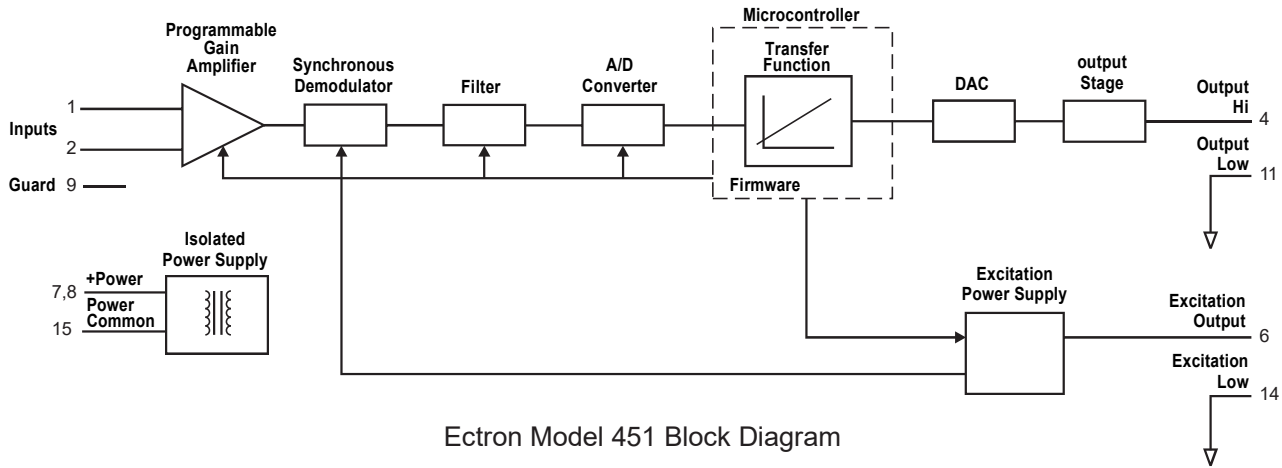 Microcontroller
Programmable
Gain
Amplifier
Synchronous
Demodulator
Filter
A/D
Converter
Transfer
Function
DAC
output
Stage
Output
Hi
1
4
Inputs
2
Output
Low
11
Guard 9
Firmware
Isolated
Power Supply
+Power
7,8
Power
Common
15
Excitation
Power Supply
Excitation
Output
6
Excitation
Low
14
Ectron Model 451 Block Diagram